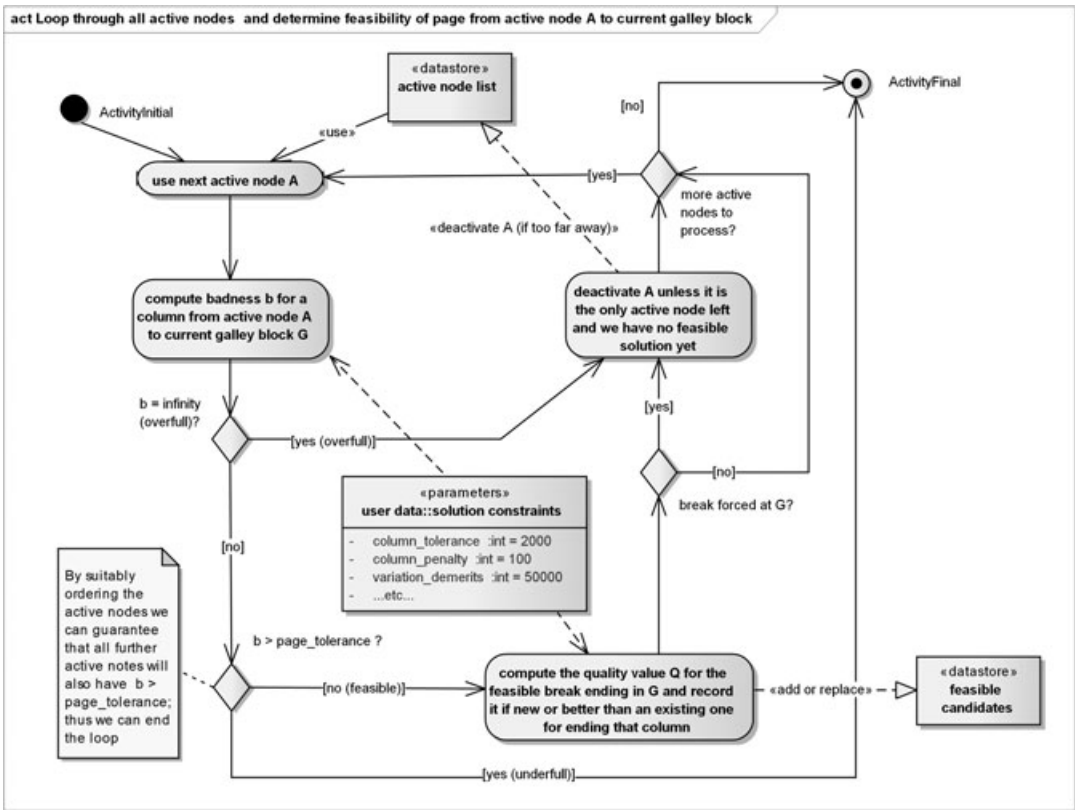 act Loop through all active nodes and determine feasibility of page from active node A to current galley block
«datastore»
active node list
ActivityInitial
«use»
[no]
ActivityFinal
use next active node A
[yes]
more active
nodes to
process?
«deactivate A (if too far away)»
compute badness b for a
column from active node A
to current galley block G
deactivate A unless it is
the only active node left
and we have no feasible
solution yet
b = infinity
(overfull)?
[yes (overfull)]
[yes]
[no]
break forced at G?
«parameters»
user data::solution constraints
- column_tolerance :int = 2000
- column_penalty :int = 100
- variation_demerits :int = 50000
- ...etc...
[no]
By suitably
ordering the
active nodes we
can guarantee
that all further
active notes will
also have b >
page_tolerance;
thus we can end
the loop
b > page_tolerance ?
[no (feasible)]
compute the quality value Q for the
feasible break ending in G and record
it if new or better than an existing one
for ending that column
«add or replace»
«datastore»
feasible
candidates
[yes (underfull)]